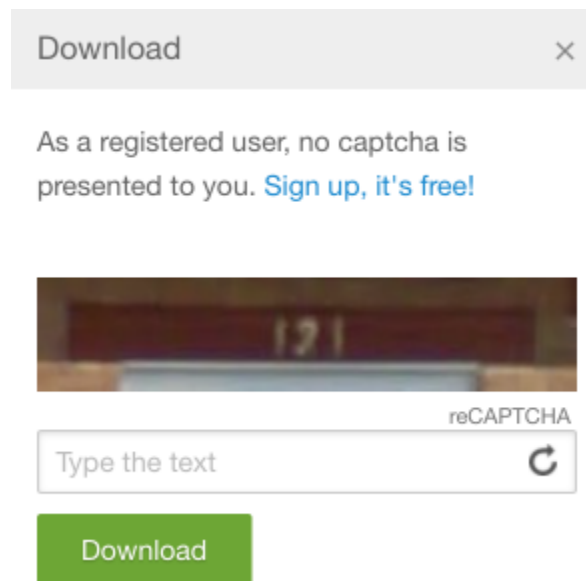 Download ×
As a registered user, no captcha is
presented to you. Sign up, it's free!
reCAPTCHA
Type the text
Download